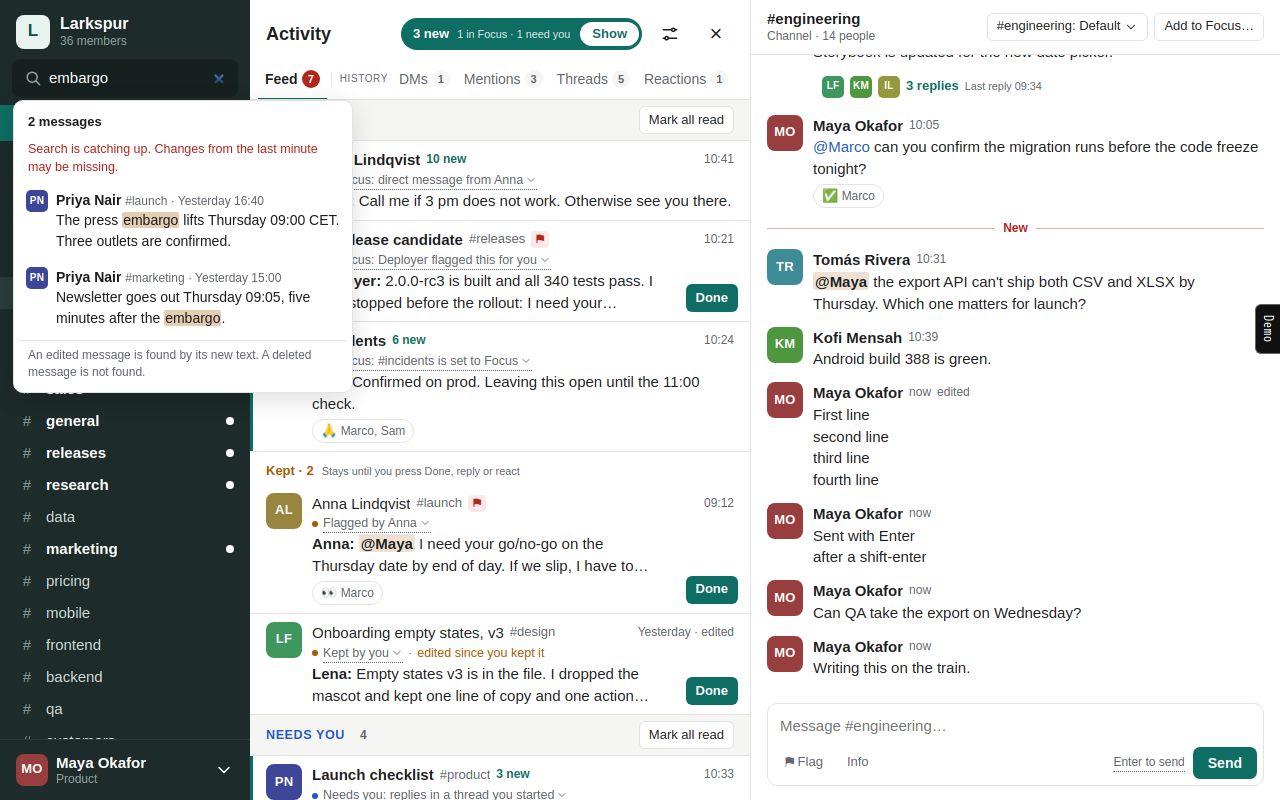 L
Larkspur
36 members
embargo
2 messages
Search is catching up. Changes from the last minute
may be missing.
PN
Priya Nair #launch · Yesterday 16:40
The press embargo lifts Thursday 09:00 CET.
Three outlets are confirmed.
PN
Priya Nair #marketing · Yesterday 15:00
Newsletter goes out Thursday 09:05, five
minutes after the embargo.
An edited message is found by its new text. A deleted
message is not found.
# general
# releases
# research
# data
# marketing
# pricing
# mobile
# frontend
# backend
# qa
MO
Maya Okafor
Product
Activity
3 new 1 in Focus · 1 need you Show
Feed 7 HISTORY DMs 1 Mentions 3 Threads 5 Reactions 1
Mark all read
Lindqvist 10 new 10:41
cus: direct message from Anna
Call me if 3 pm does not work. Otherwise see you there.
lease candidate #releases 10:21
cus: Deployer flagged this for you
yer: 2.0.0-rc3 is built and all 340 tests pass. I
stopped before the rollout: I need your…
Done
dents 6 new 10:24
cus: #incidents is set to Focus
Confirmed on prod. Leaving this open until the 11:00
check.
🙏 Marco, Sam
Kept · 2 Stays until you press Done, reply or react
AL
Anna Lindqvist #launch 09:12
Flagged by Anna
Anna: @Maya I need your go/no-go on the
Thursday date by end of day. If we slip, I have to…
👀 Marco
Done
LF
Onboarding empty states, v3 #design Yesterday · edited
Kept by you · edited since you kept it
Lena: Empty states v3 is in the file. I dropped the
mascot and kept one line of copy and one action…
Done
NEEDS YOU 4 Mark all read
PN
Launch checklist #product 3 new 10:33
Needs you: replies in a thread you started
#engineering
Channel · 14 people
#engineering: Default
Add to Focus…
Storybook is updated for the new date picker.
LF KM IL 3 replies Last reply 09:34
MO
Maya Okafor 10:05
@Marco can you confirm the migration runs before the code freeze
tonight?
✅ Marco
New
TR
Tomás Rivera 10:31
@Maya the export API can't ship both CSV and XLSX by
Thursday. Which one matters for launch?
KM
Kofi Mensah 10:39
Android build 388 is green.
MO
Maya Okafor now edited
First line
second line
third line
fourth line
MO
Maya Okafor now
Sent with Enter
after a shift-enter
MO
Maya Okafor now
Can QA take the export on Wednesday?
MO
Maya Okafor now
Writing this on the train.
Message #engineering…
Flag Info Enter to send Send
Demo